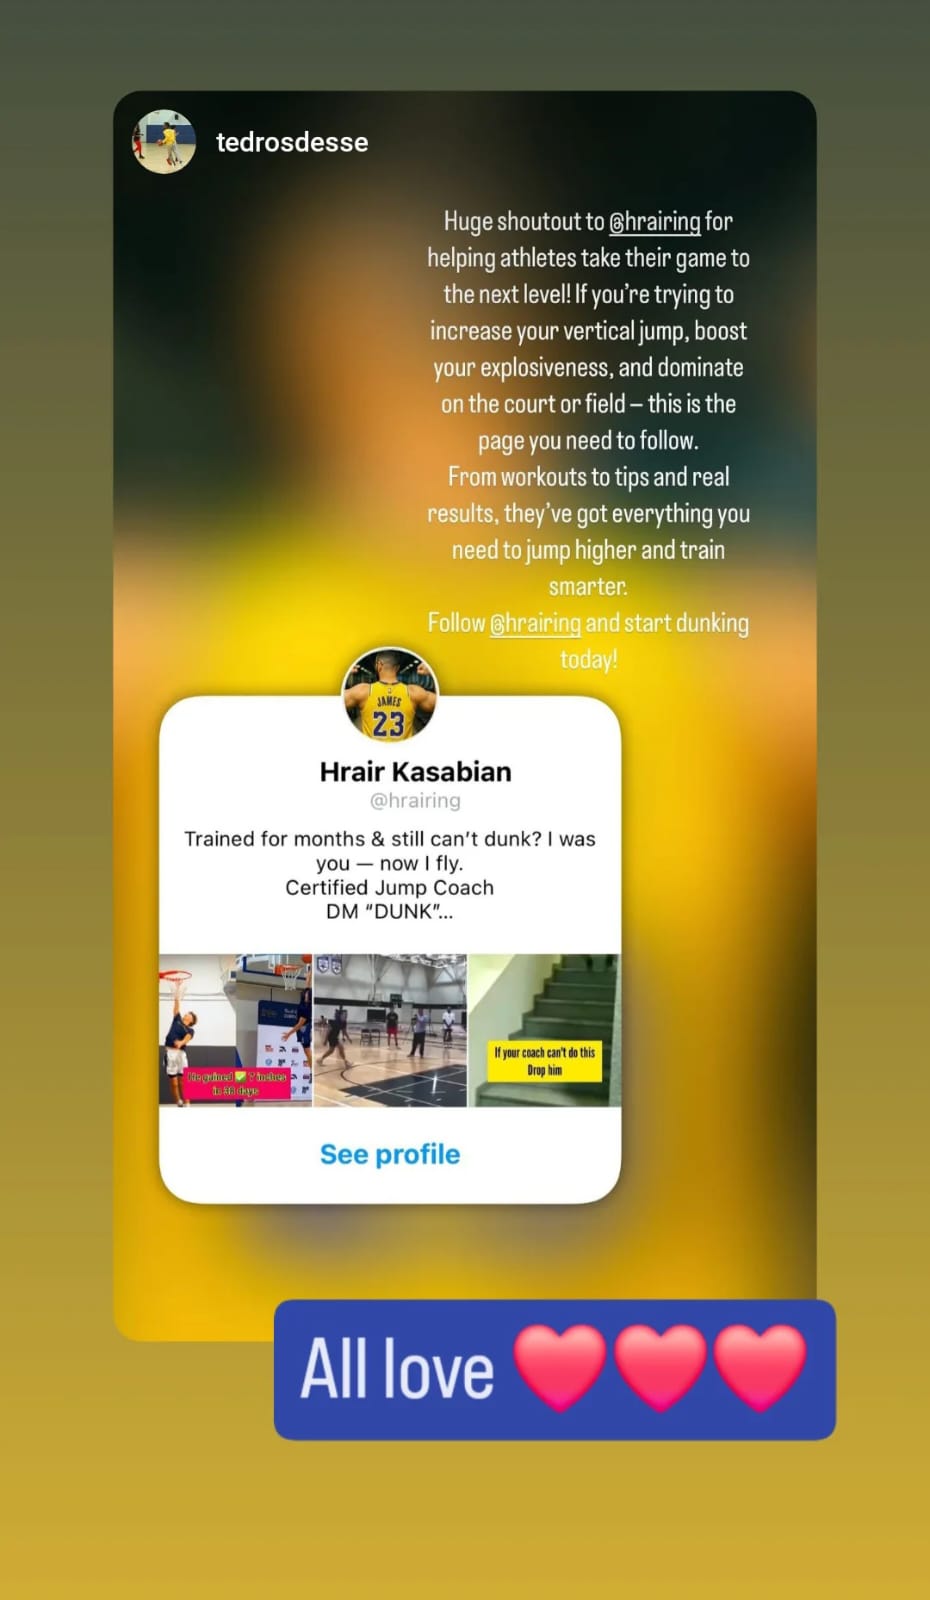 tedrosdesse
Huge shoutout to @hrairing for
helping athletes take their game to
the next level! If you’re trying to
increase your vertical jump, boost
your explosiveness, and dominate
on the court or field – this is the
page you need to follow.
From workouts to tips and real
results, they’ve got everything you
need to jump higher and train
smarter.
Follow @hrairing and start dunking
today!
JAMES
23
Hrair Kasabian
@hrairing
Trained for months & still can’t dunk? I was
you — now I fly.
Certified Jump Coach
DM “DUNK”...
He gained ✅ 7 inches
in 38 days
If your coach can't do this
Drop him
See profile
All love ❤️❤️❤️